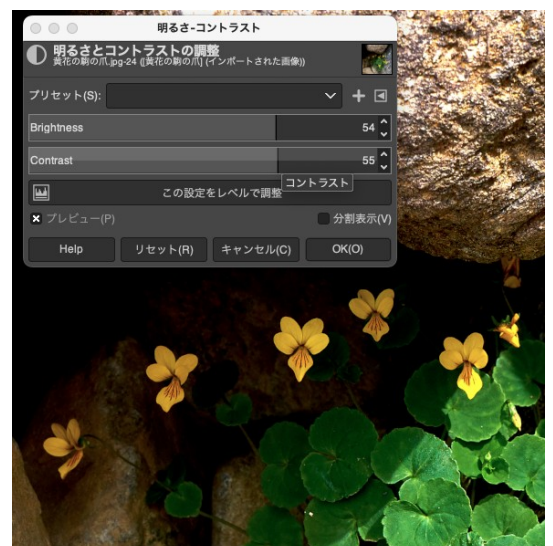 明るさ-コントラスト
明るさとコントラストの調整
黄花の駒の爪.jpg-24 ([黄花の駒の爪] (インポートされた画像))
プリセット(S):
Brightness 54
Contrast 55
コントラスト
この設定をレベルで調整
プレビュー(P) 分割表示(V)
Help リセット(R) キャンセル(C) OK(O)